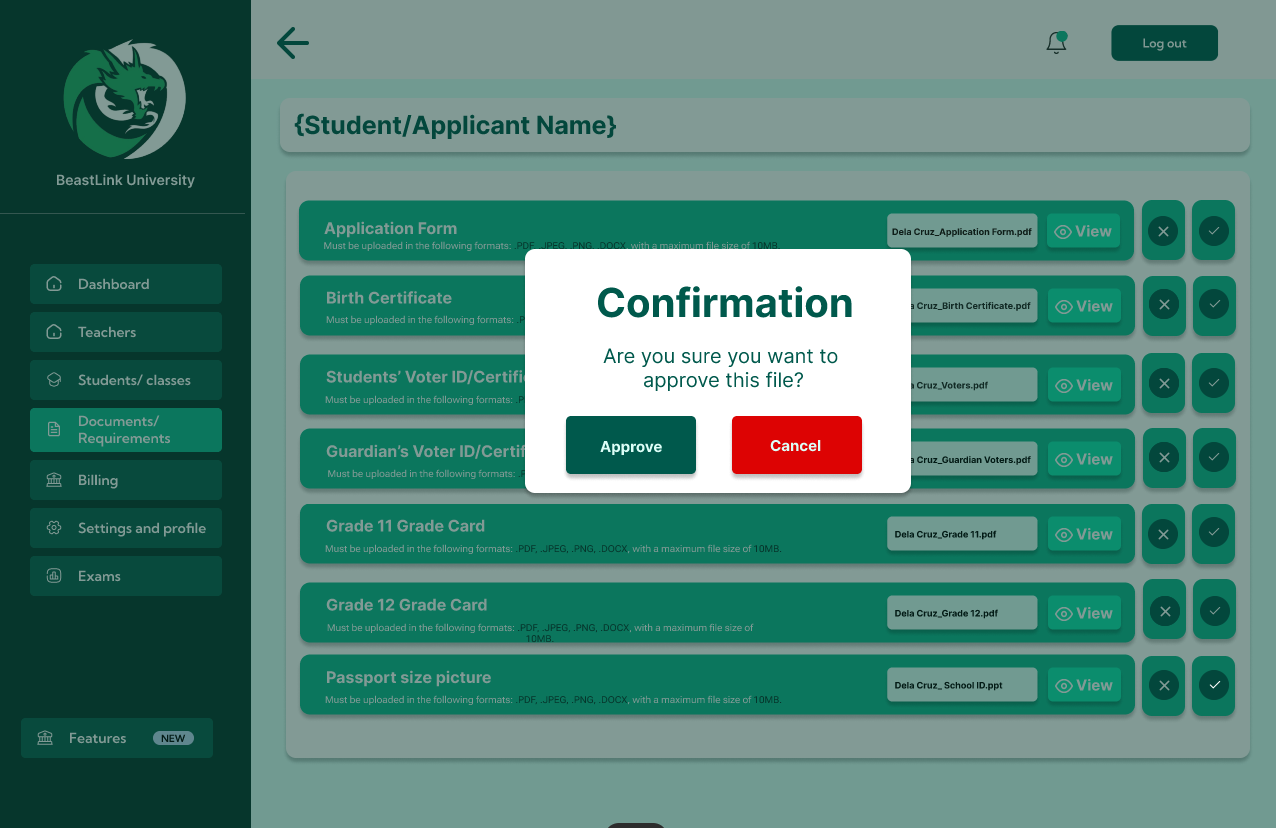 BeastLink University
Dashboard
Teachers
Students/ classes
Documents/
Requirements
Billing
Settings and profile
Exams
Features NEW
Log out
{Student/Applicant Name}
Application Form
Must be uploaded in the following formats: .PDF, .JPEG, .PNG, .DOCX, with a maximum file size of 10MB.
Dela Cruz_Application Form.pdf
View
Birth Certificate
Must be uploaded in the following formats:
Cruz_Birth Certificate.pdf
View
Students’ Voter ID/Certifi
Must be uploaded in the following formats:
Cruz_Voters.pdf
View
Guardian’s Voter ID/Certif
Must be uploaded in the following formats:
Cruz_Guardian Voters.pdf
View
Grade 11 Grade Card
Must be uploaded in the following formats: .PDF, .JPEG, .PNG, .DOCX, with a maximum file size of 10MB.
Dela Cruz_Grade 11.pdf
View
Grade 12 Grade Card
Must be uploaded in the following formats: .PDF, .JPEG, .PNG, .DOCX, with a maximum file size of
10MB.
Dela Cruz_Grade 12.pdf
View
Passport size picture
Must be uploaded in the following formats: .PDF, .JPEG, .PNG, .DOCX, with a maximum file size of 10MB.
Dela Cruz_ School ID.ppt
View
Confirmation
Are you sure you want to
approve this file?
Approve
Cancel